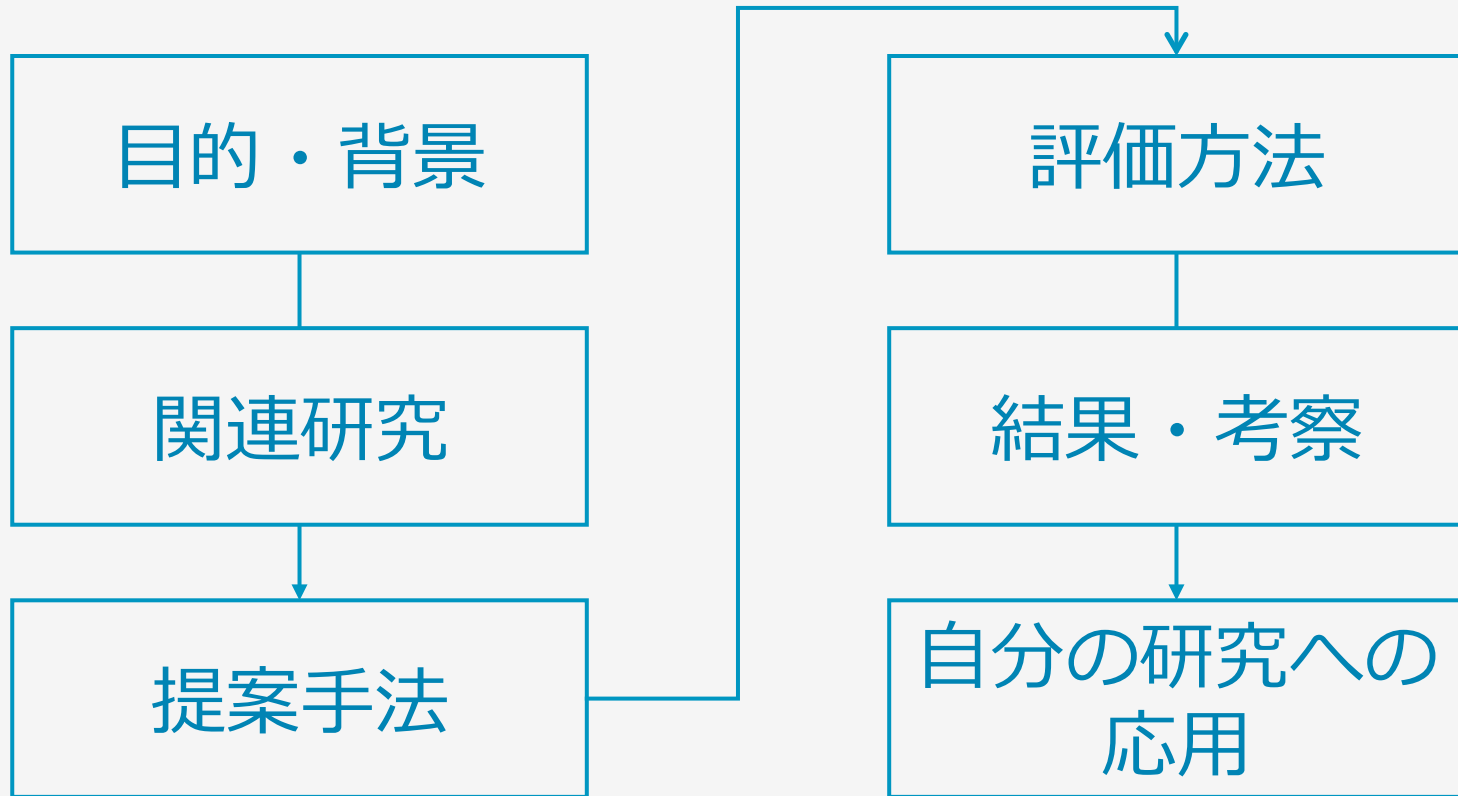 目的・背景
関連研究
提案手法
評価方法
結果・考察
自分の研究への
応用